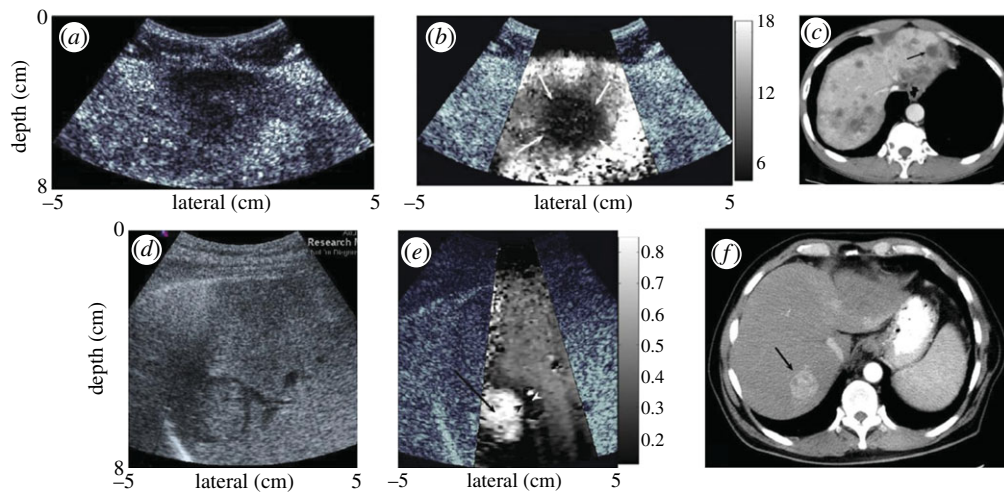 0
(a)
(b)
18
(c)
depth (cm)
12
6
8
−5
lateral (cm)
5
−5
lateral (cm)
5
0
(d)
Research
(e)
0.8
(f)
0.7
depth (cm)
0.6
0.5
0.4
0.3
0.2
8
−5
lateral (cm)
5
−5
lateral (cm)
5